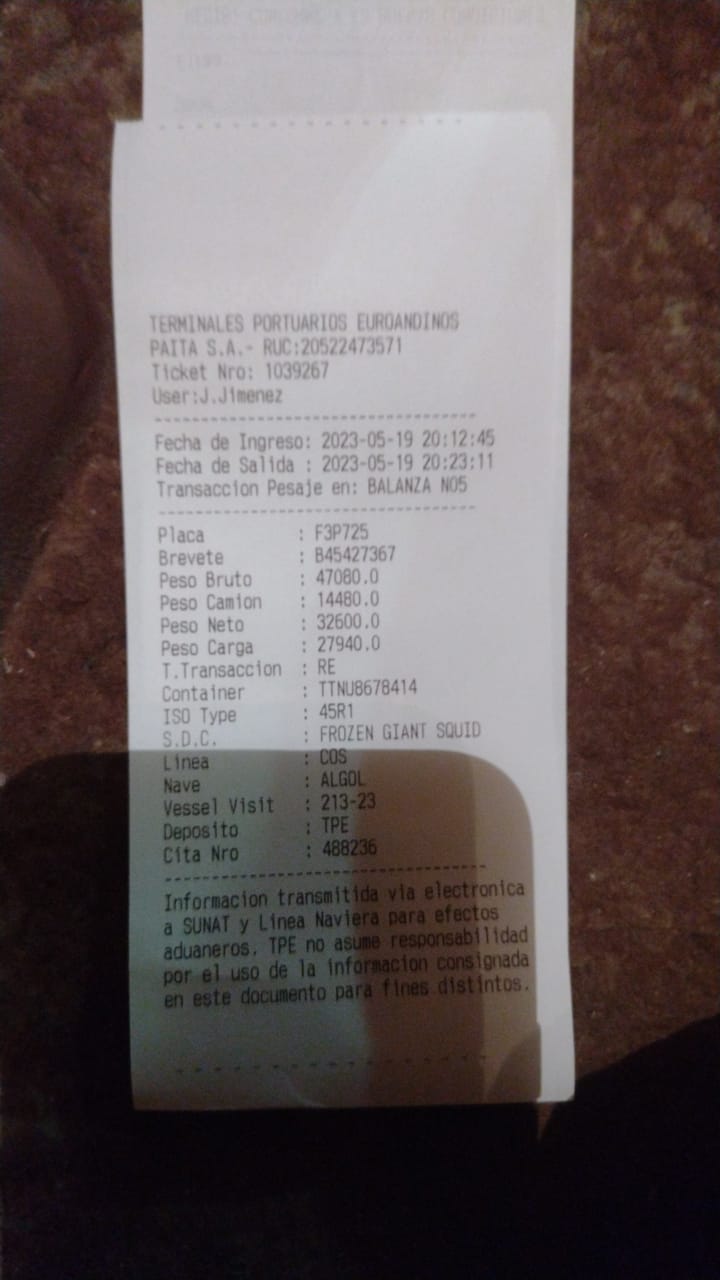 TERMINALES PORTUARIOS EUROANDINOS
PAITA S.A.- RUC:20522473571
Ticket Nro: 1039267
User:J.Jimenez
Fecha de Ingreso: 2023-05-19 20:12:45
Fecha de Salida : 2023-05-19 20:23:11
Transaccion Pesaje en: BALANZA NO5
Placa : F3P725
Brevete : B45427367
Peso Bruto : 47080.0
Peso Camion : 14480.0
Peso Neto : 32600.0
Peso Carga : 27940.0
T.Transaccion : RE
Container : TTNU8678414
ISO Type : 45R1
S.D.C. : FROZEN GIANT SQUID
Linea : COS
Nave : ALGOL
Vessel Visit : 213-23
Deposito : TPE
Cita Nro : 488236
Informacion transmitida via electronica
a SUNAT y Linea Naviera para efectos
aduaneros. TPE no asume responsabilidad
por el uso de la informacion consignada
en este documento para fines distintos.